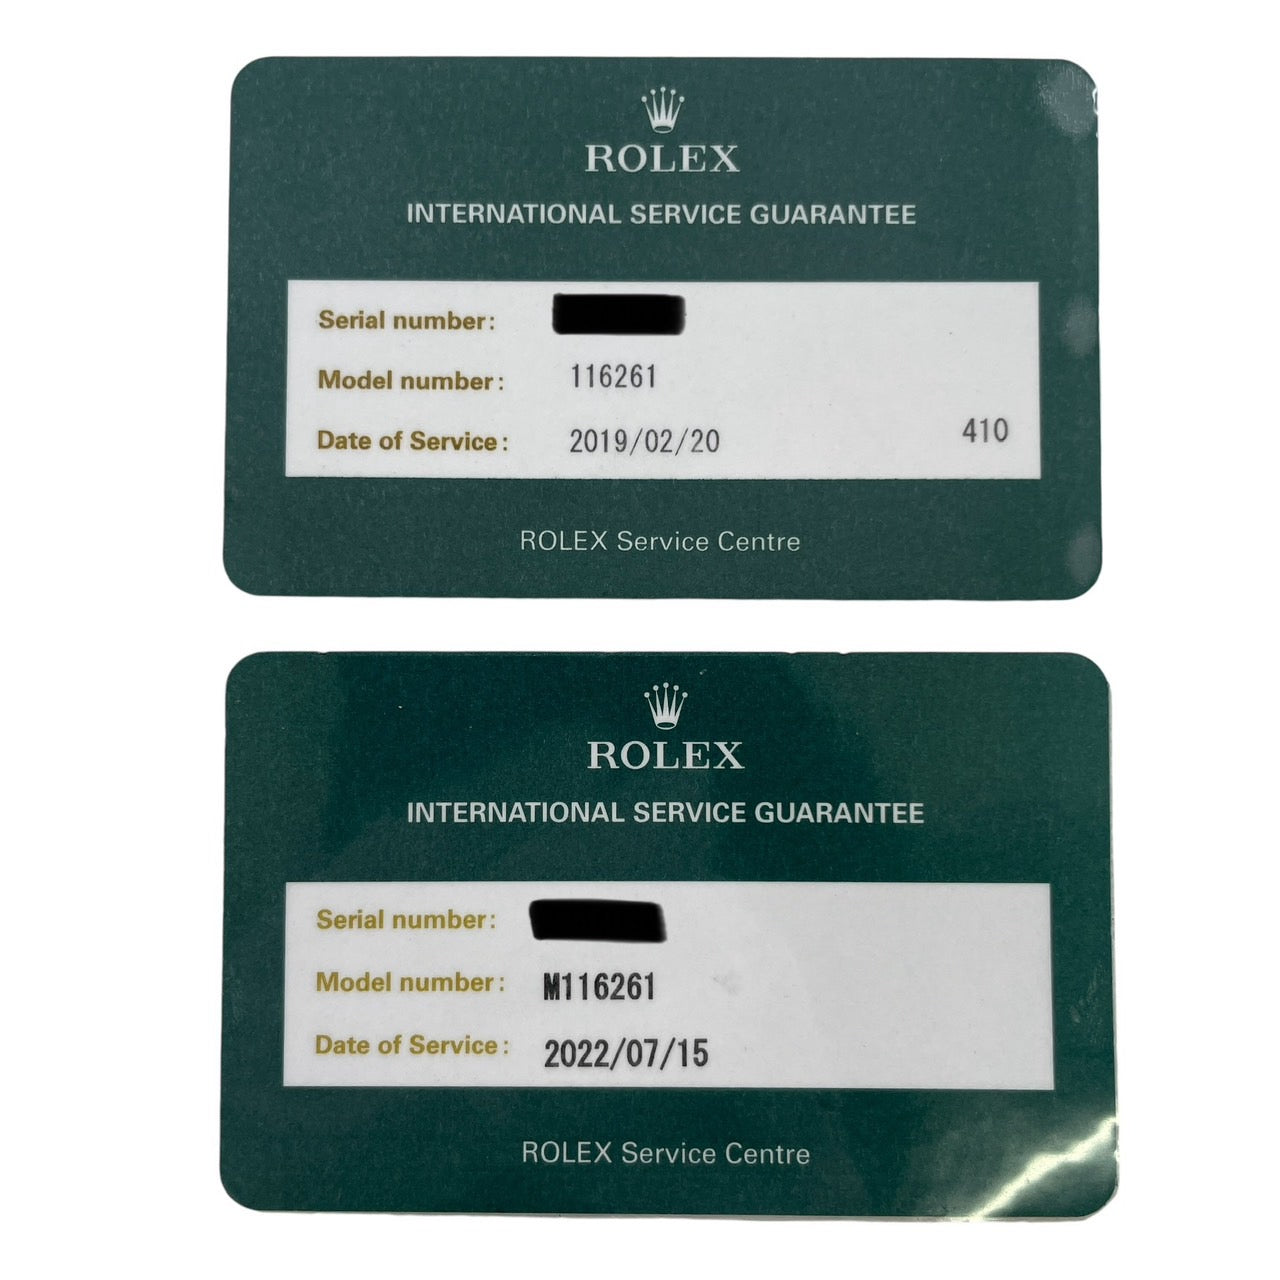 ROLEX
INTERNATIONAL SERVICE GUARANTEE
Serial number:
Model number: 116261
Date of Service: 2019/02/20 410
ROLEX Service Centre
ROLEX
INTERNATIONAL SERVICE GUARANTEE
Serial number:
Model number: M116261
Date of Service: 2022/07/15
ROLEX Service Centre